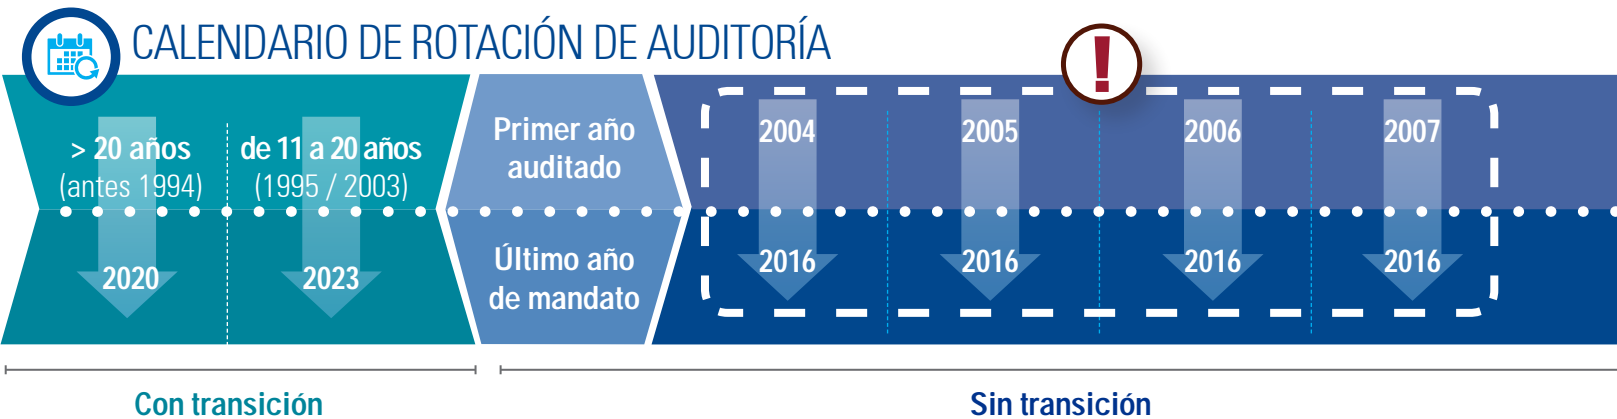 CALENDARIO DE ROTACIÓN DE AUDITORÍA
> 20 años
(antes 1994)
2020
de 11 a 20 años
(1995 / 2003)
2023
Primer año
auditado
Último año
de mandato
2004
2005
2006
2007
2016
2016
2016
2016
Con transición
Sin transición